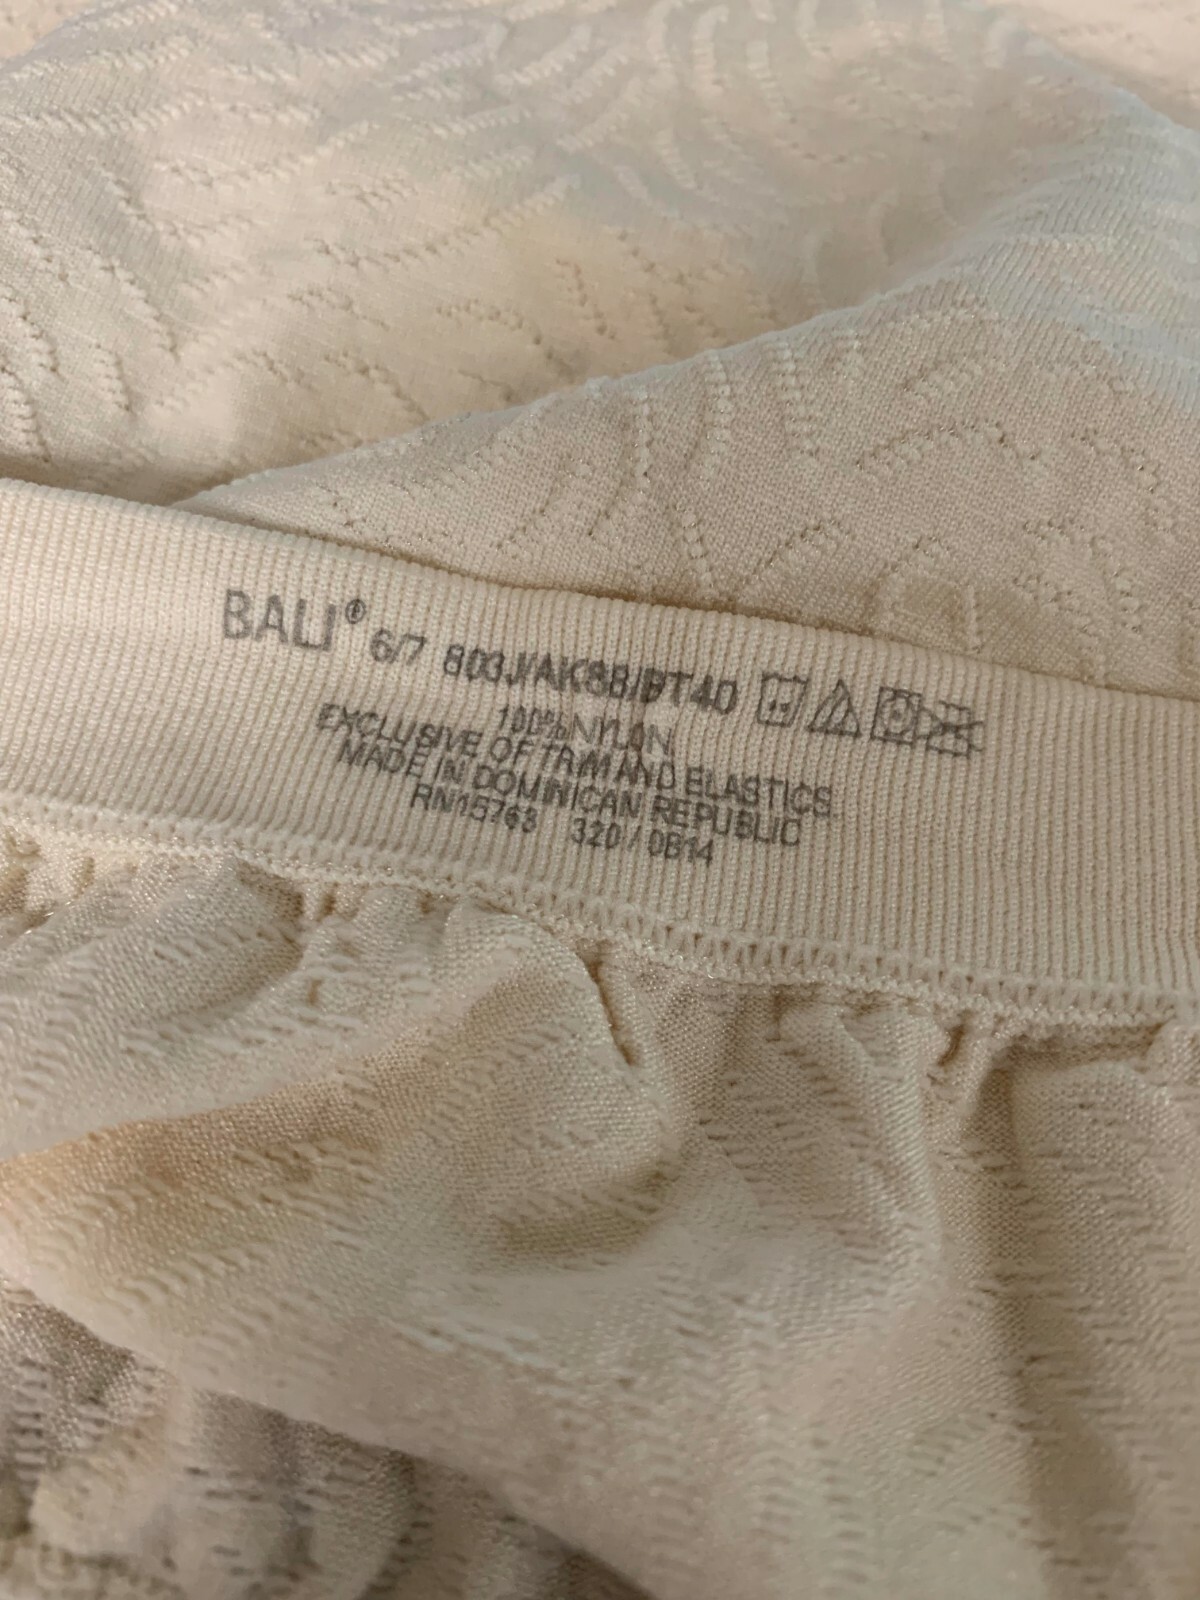 BALI® 6/7 803J/AK88/DT40
100% NYLON
EXCLUSIVE OF TRIM AND ELASTICS
MADE IN DOMINICAN REPUBLIC
RN15763 320 / 0B14